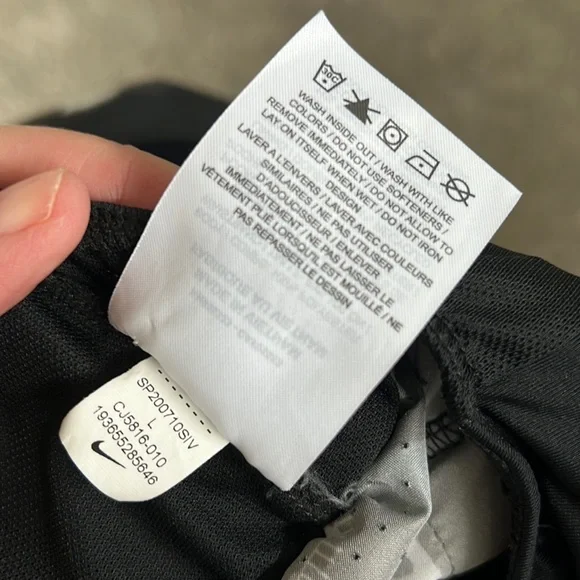 30C
WASH INSIDE OUT / WASH WITH LIKE
COLORS / DO NOT USE SOFTENERS /
REMOVE IMMEDIATELY / DO NOT ALLOW TO
LAY ON ITSELF WHEN WET / DO NOT IRON
DESIGN
LAVER A L'ENVERS / LAVER AVEC COULEURS
SIMILAIRES / NE PAS UTILISER
D'ADOUCISSEUR / ENLEVER
IMMEDIATEMENT / NE PAS LAISSER LE
VÊTEMENT PLIÉ LORSQU'IL EST MOUILLÉ / NE
PAS REPASSER LE DESSIN
SP200710SIV
L
CJ5816-010
193655285646